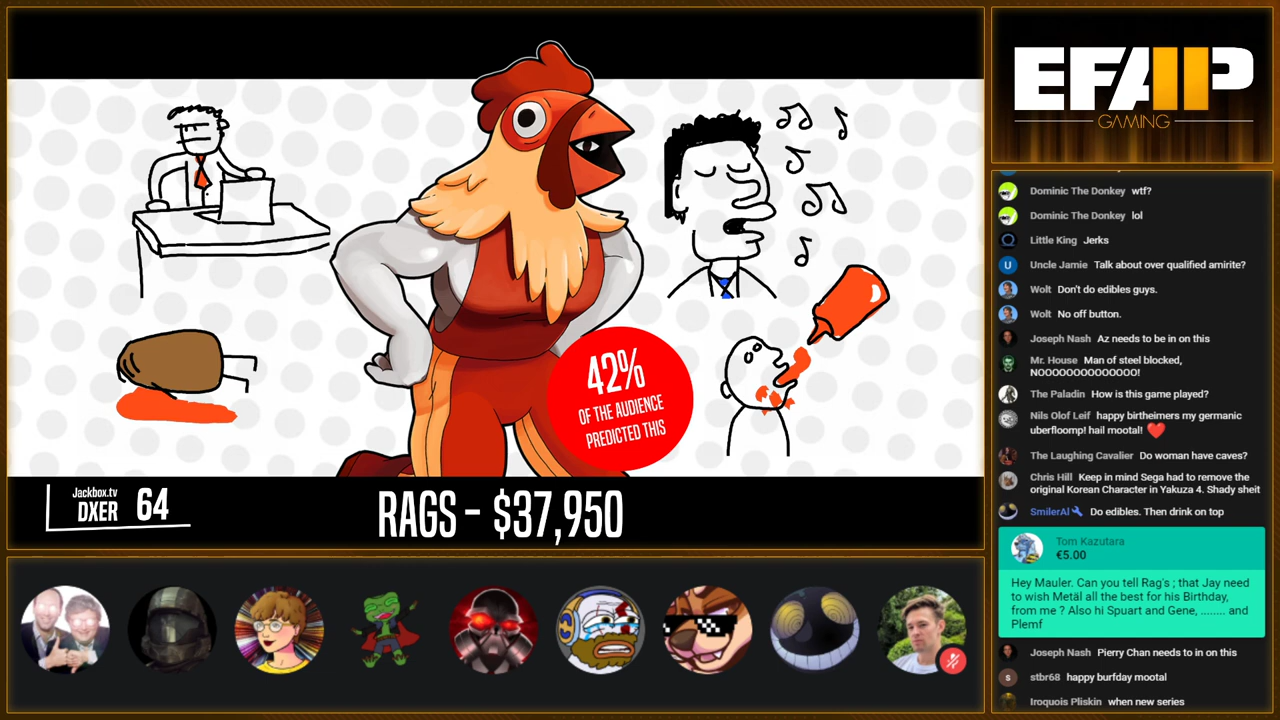 EFAP
GAMING
42%
OF THE AUDIENCE
PREDICTED THIS
Jackbox.tv
DXER 64
RAGS - $37,950
Dominic The Donkey wtf?
Dominic The Donkey lol
Little King Jerks
U Uncle Jamie Talk about over qualified amirite?
Wolt Don't do edibles guys.
Wolt No off button.
Joseph Nash Az needs to be in on this
Mr. House Man of steel blocked,
NOOOOOOOOOOOOO!
The Paladin How is this game played?
Nils Olof Leif happy birtheimers my germanic
uberfloomp! hail mootal! ❤️
The Laughing Cavalier Do woman have caves?
Chris Hill Keep in mind Sega had to remove the
original Korean Character in Yakuza 4. Shady sheit
SmilerAl Do edibles. Then drink on top
Tom Kazutara
€5.00
Hey Mauler. Can you tell Rag's ; that Jay need
to wish Metäl all the best for his Birthday,
from me ? Also hi Spuart and Gene, ........ and
Plemf
Joseph Nash Pierry Chan needs to in on this
s stbr68 happy burfday mootal
Iroquois Pliskin when new series